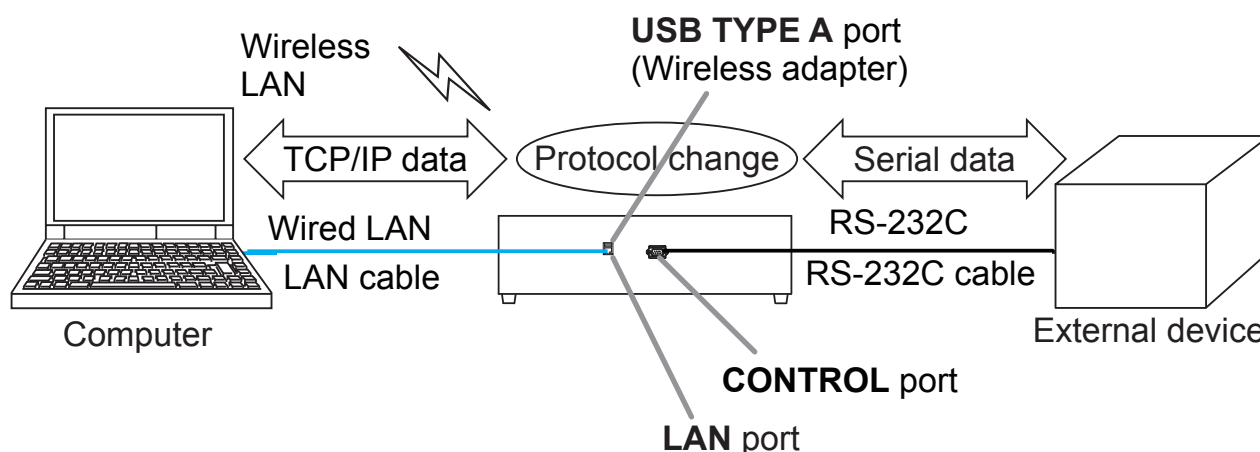 USB TYPE A port
(Wireless adapter)
Wireless
LAN
TCP/IP data
Protocol change
Serial data
Wired LAN
LAN cable
RS-232C
RS-232C cable
Computer
External device
CONTROL port
LAN port